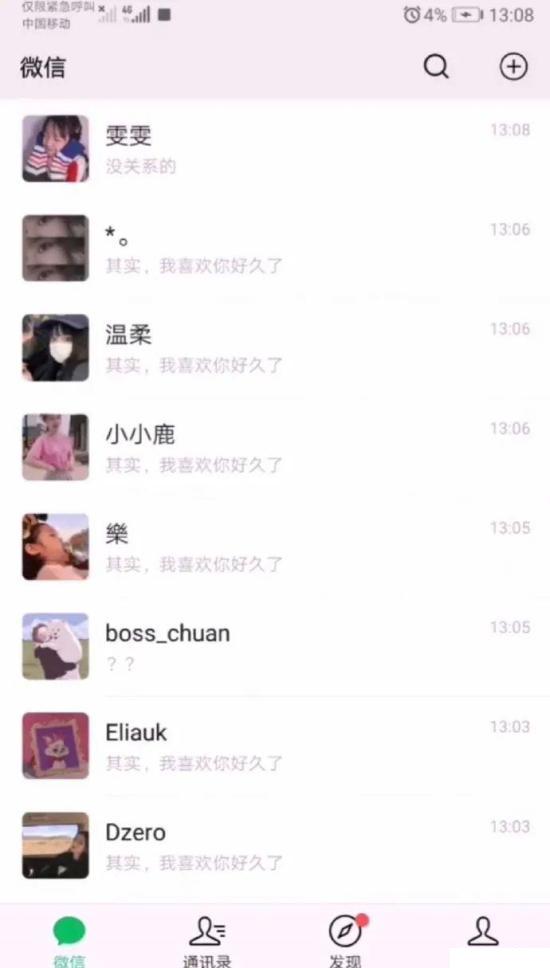 仅限紧急呼叫
中国移动
4G
4%
13:08
微信
雯雯
13:08
没关系的
*。
13:06
其实，我喜欢你好久了
温柔
13:06
其实，我喜欢你好久了
小小鹿
13:06
其实，我喜欢你好久了
樂
13:05
其实，我喜欢你好久了
boss_chuan
13:05
？？
Eliauk
13:03
其实，我喜欢你好久了
Dzero
13:03
其实，我喜欢你好久了
微信
通讯录
发现